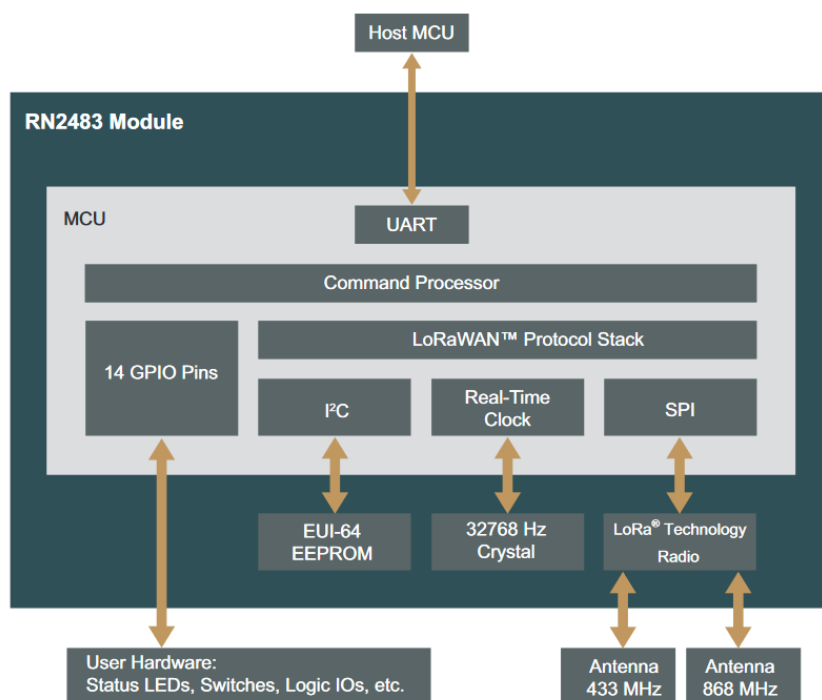 Host MCU
RN2483 Module
MCU
UART
Command Processor
14 GPIO Pins
LoRaWAN™ Protocol Stack
I²C
Real-Time
Clock
SPI
EUI-64
EEPROM
32768 Hz
Crystal
LoRa® Technology
Radio
User Hardware:
Status LEDs, Switches, Logic IOs, etc.
Antenna
433 MHz
Antenna
868 MHz